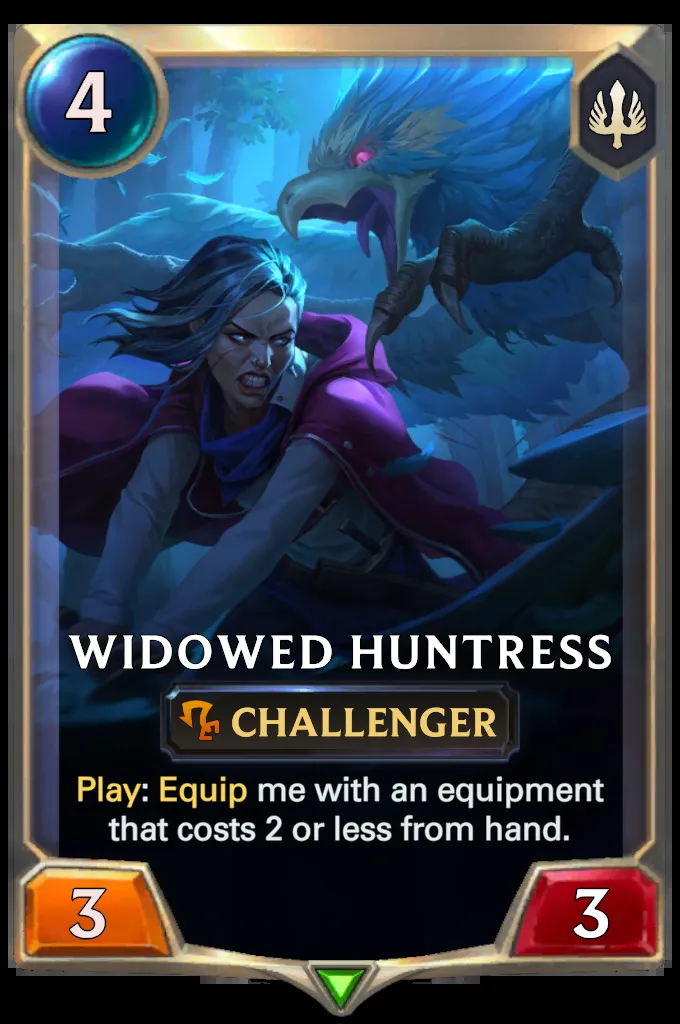 4
WIDOWED HUNTRESS
CHALLENGER
Play: Equip me with an equipment
that costs 2 or less from hand.
3
3